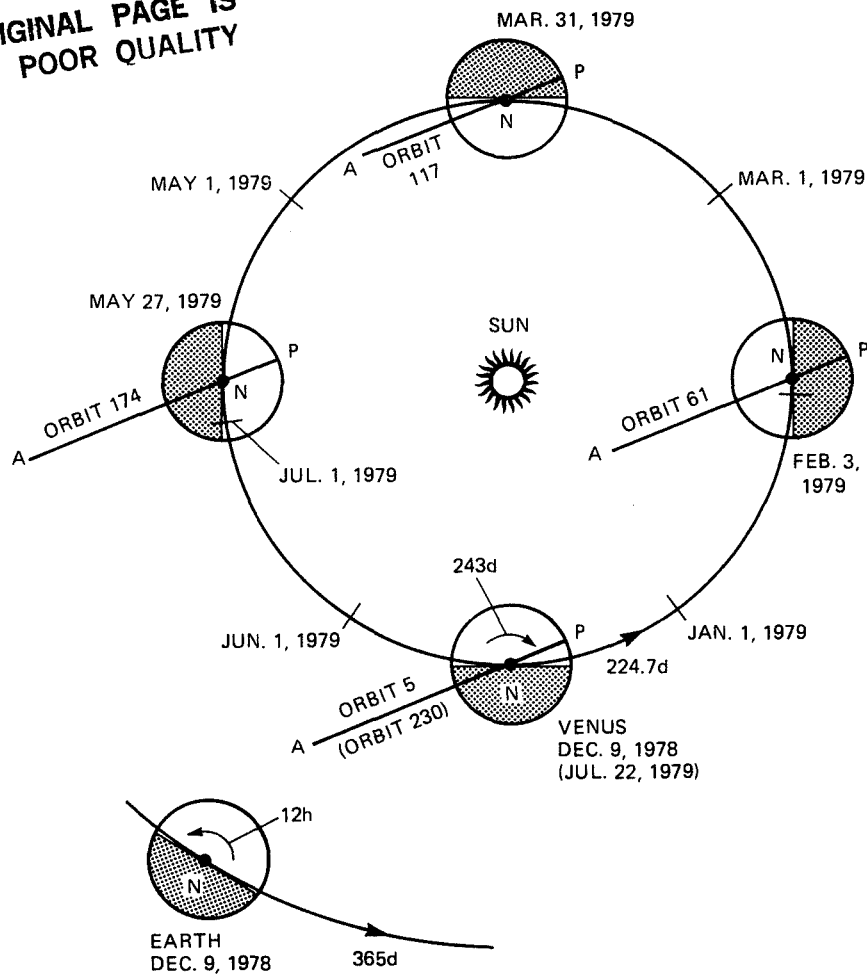 IGINAL PAGE IS
POOR QUALITY
MAR. 31, 1979
P
N
A
ORBIT
117
MAY 1, 1979
MAR. 1, 1979
MAY 27, 1979
SUN
P
N
ORBIT 174
A
N
P
ORBIT 61
A
FEB. 3,
1979
JUL. 1, 1979
243d
P
JUN. 1, 1979
JAN. 1, 1979
224.7d
N
ORBIT 5
(ORBIT 230)
A
VENUS
DEC. 9, 1978
(JUL. 22, 1979)
12h
N
EARTH
DEC. 9, 1978
365d